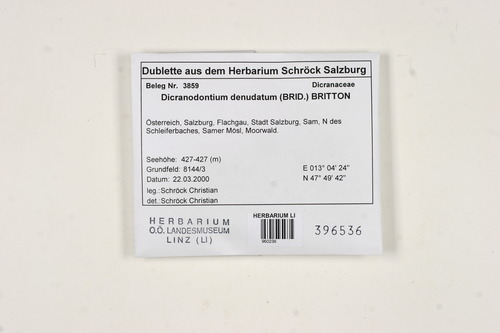 Dublette aus dem Herbarium Schröck Salzburg
Beleg Nr. 3859 Dicranaceae
Dicranodontium denudatum (BRID.) BRITTON
Österreich, Salzburg, Flachgau, Stadt Salzburg, Sam, N des
Schleiferbaches, Samer Mösl, Moorwald.
Seehöhe: 427-427 (m)
Grundfeld: 8144/3 E 013° 04' 24"
Datum: 22.03.2000 N 47° 49' 42"
leg.:Schröck Christian
det.:Schröck Christian
HERBARIUM
O.Ö. LANDESMUSEUM
LINZ (LI)
HERBARIUM LI
960236
396536